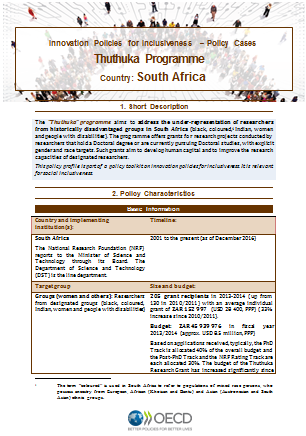 Innovation Policies for Inclusiveness – Policy Cases
Thuthuka Programme
Country: South Africa
1. Short Description
The "Thuthuka" programme aims to address the under-representation of researchers
from historically disadvantaged groups in South Africa (black, coloured,¹ Indian, women
and people with disabilities). The programme offers grants for research projects conducted by
researchers that hold a Doctoral degree or are currently pursuing Doctoral studies, with explicit
gender and race targets. Such grants aim to develop human capital and to improve the research
capacities of designated researchers.
This policy profile is part of a policy toolkit on innovation policies for inclusiveness. It is relevant
for social inclusiveness.
2. Policy Characteristics
Basic Information
Country and implementing
institution(s):
Timeline:
South Africa
The National Research Foundation (NRF)
reports to the Minister of Science and
Technology through its Board. The
Department of Science and Technology
(DST) is the line department.
2001 to the present (as of December 2016)
Target group
Size and budget:
Groups (women and others): Researchers
from designated groups (black, coloured,
Indian, women and people with disabilities)
205 grant recipients in 2013-2014 (up from
130 in 2010/2011) with an average individual
grant of ZAR 152 997 (USD 28 400, PPP) (33%
increase since 2010/2011).
Budget: ZAR 45 939 976 in fiscal year
2013/2014 (approx. USD 8.5 million, PPP)
Based on applications received, typically, the PhD
Track is allocated 40% of the overall budget and
the Post-PhD Track and the NRF Rating Track are
each allocated 30%. The budget of the Thuthuka
Research Grant has increased significantly since
¹ The term "coloured" is used in South Africa to refer to populations of mixed race persons, who
possess ancestry from European, African (Khoisan and Bantu) and Asian (Austronesian and South
Asian) ethnic groups.
OECD
BETTER POLICIES FOR BETTER LIVES